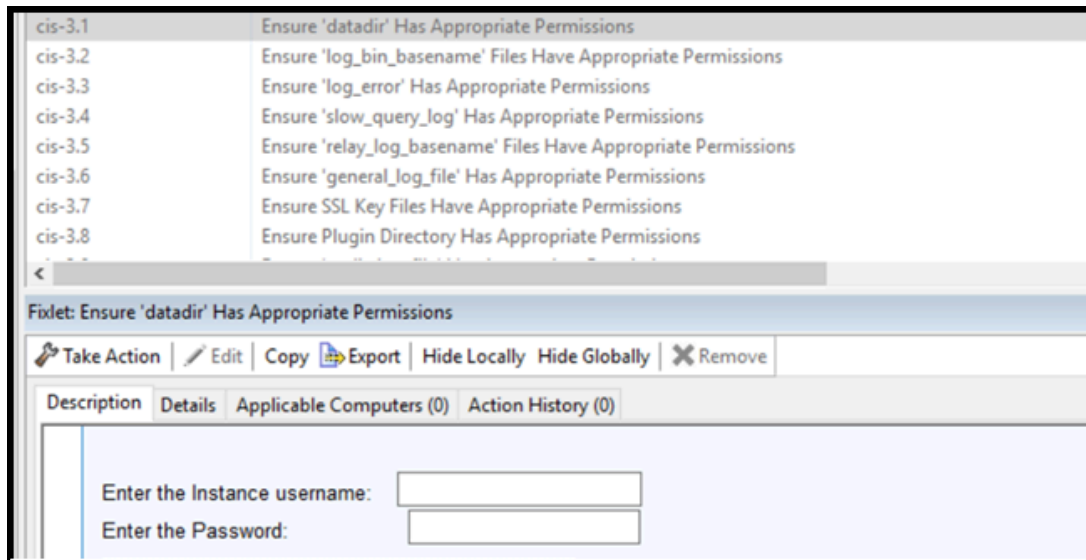 cis-3.1 Ensure 'datadir' Has Appropriate Permissions
cis-3.2 Ensure 'log_bin_basename' Files Have Appropriate Permissions
cis-3.3 Ensure 'log_error' Has Appropriate Permissions
cis-3.4 Ensure 'slow_query_log' Has Appropriate Permissions
cis-3.5 Ensure 'relay_log_basename' Files Have Appropriate Permissions
cis-3.6 Ensure 'general_log_file' Has Appropriate Permissions
cis-3.7 Ensure SSL Key Files Have Appropriate Permissions
cis-3.8 Ensure Plugin Directory Has Appropriate Permissions
Fixlet: Ensure 'datadir' Has Appropriate Permissions
Take Action Edit Copy Export Hide Locally Hide Globally Remove
Description Details Applicable Computers (0) Action History (0)
Enter the Instance username:
Enter the Password: